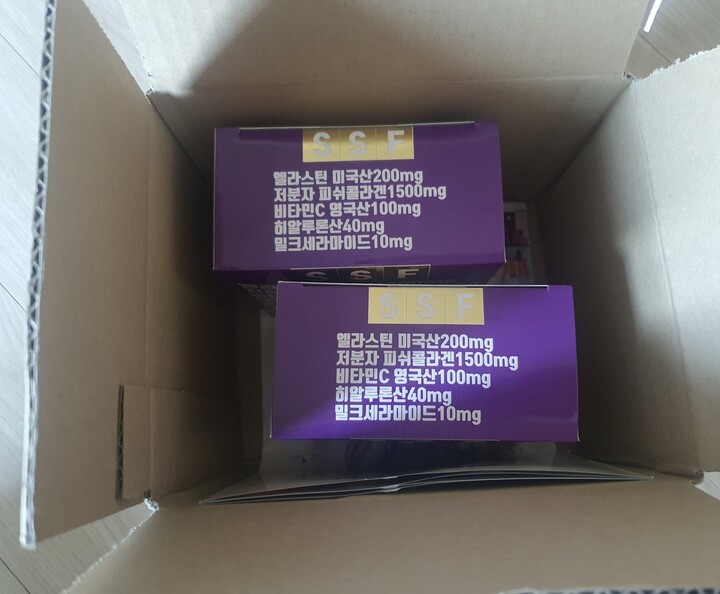 SSF
엘라스틴 미국산200mg
저분자 피쉬콜라겐1500mg
비타민C 영국산100mg
히알루론산40mg
밀크세라마이드10mg
SSF
SSF
엘라스틴 미국산200mg
저분자 피쉬콜라겐1500mg
비타민C 영국산100mg
히알루론산40mg
밀크세라마이드10mg